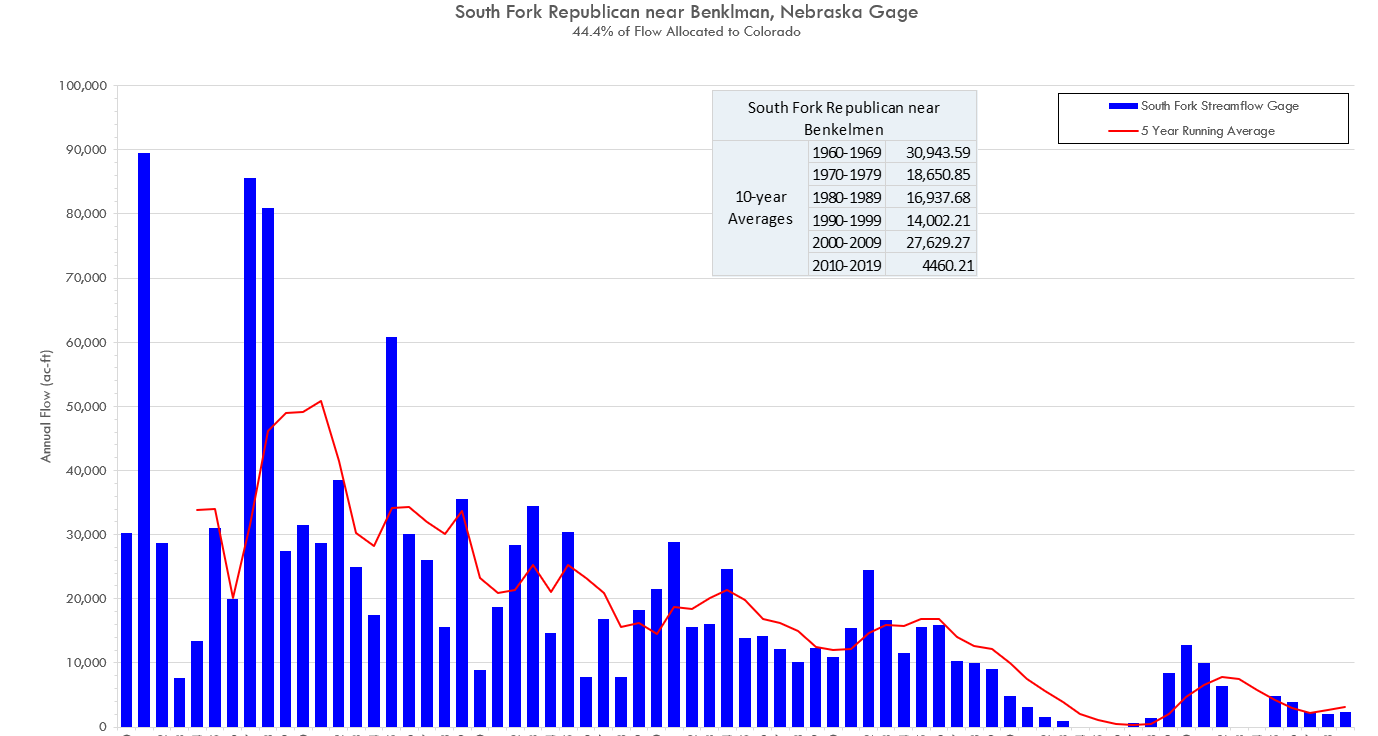 South Fork Republican near Benklman, Nebraska Gage
44.4% of Flow Allocated to Colorado
South Fork Streamflow Gage
5 Year Running Average
South Fork Republican near
Benkelmen
10-year
Averages
1960-1969 30,943.59
1970-1979 18,650.85
1980-1989 16,937.68
1990-1999 14,002.21
2000-2009 27,629.27
2010-2019 4460.21
Annual Flow (ac-ft)
100,000
90,000
80,000
70,000
60,000
50,000
40,000
30,000
20,000
10,000
0